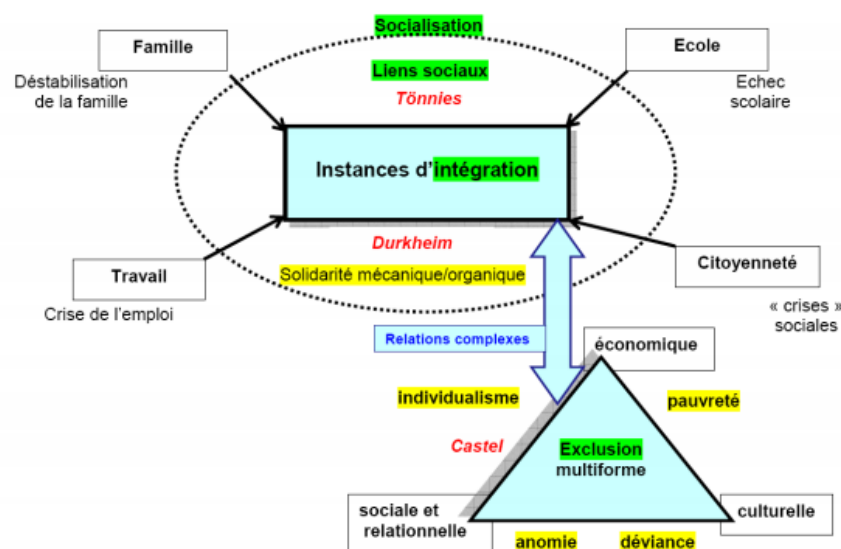 Socialisation
Famille
Ecole
Déstabilisation
de la famille
Liens sociaux
Tönnies
Echec
scolaire
Instances d'intégration
Durkheim
Solidarité mécanique/organique
Travail
Crise de l'emploi
Citoyenneté
« crises »
sociales
Relations complexes
économique
individualisme
pauvreté
Castel
Exclusion
multiforme
sociale et
relationnelle
culturelle
anomie
déviance